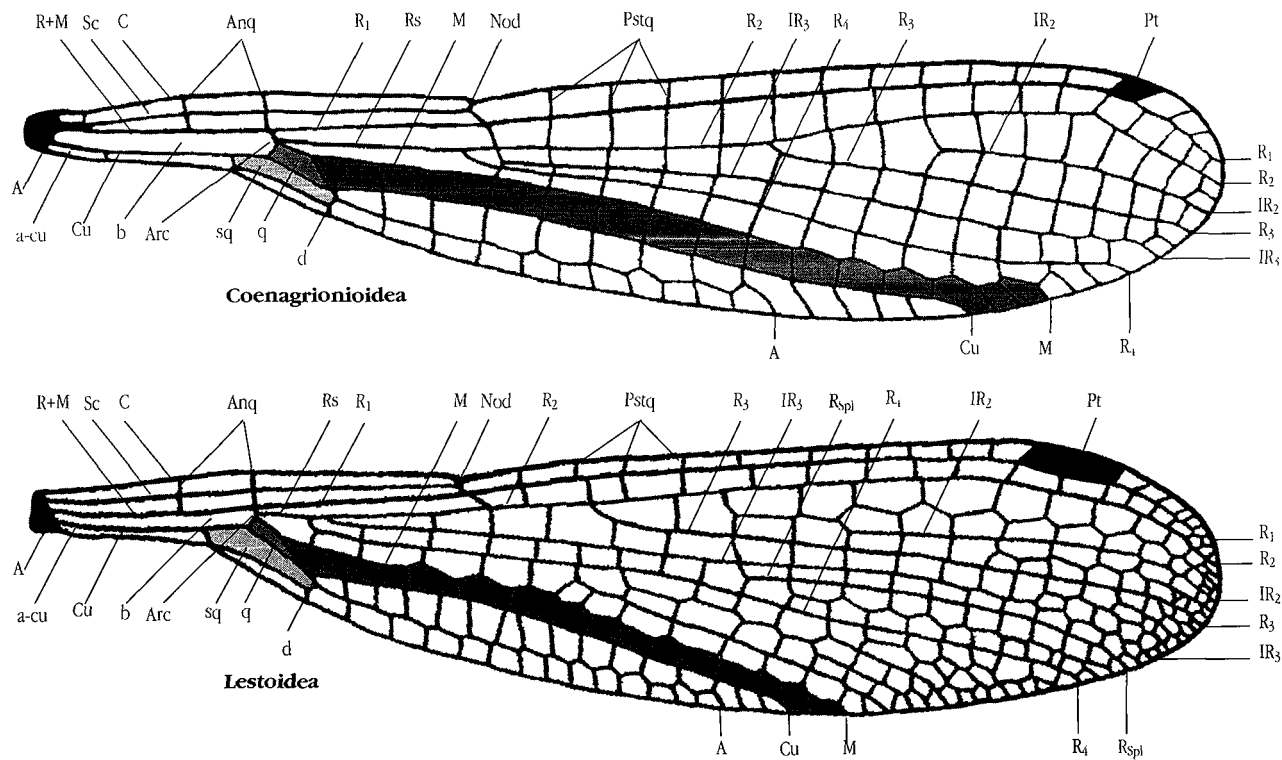 R+M Sc C Anq R₁ Rs M Nod Pstq R₂ IR₃ R₄ R₃ IR₂ Pt
R₁
R₂
IR₂
R₃
IR₃
A
a-cu Cu b Arc sq q
d
Coenagrionioidea
A Cu M R₄
R+M Sc C Anq Rs R₁ M Nod R₂ Pstq R₃ IR₃ Rspl R₄ IR₂ Pt
R₁
R₂
IR₂
R₃
IR₃
A
a-cu Cu b Arc sq q
d
Lestoidea
A Cu M R₄ Rspl